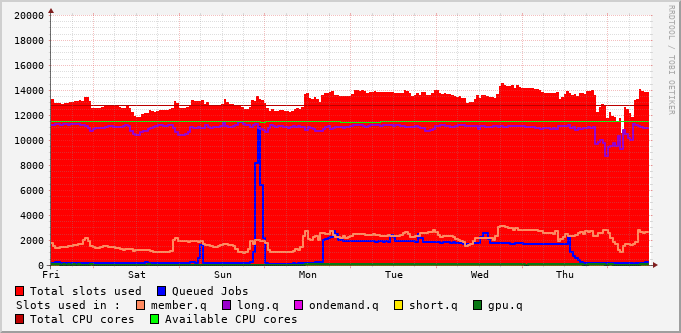 20000
18000
16000
14000
12000
10000
8000
6000
4000
2000
0
Fri Sat Sun Mon Tue Wed Thu
RRDTOOL / TOBI OETIKER
Total slots used Queued Jobs
Slots used in : member.q long.q ondemand.q short.q gpu.q
Total CPU cores Available CPU cores